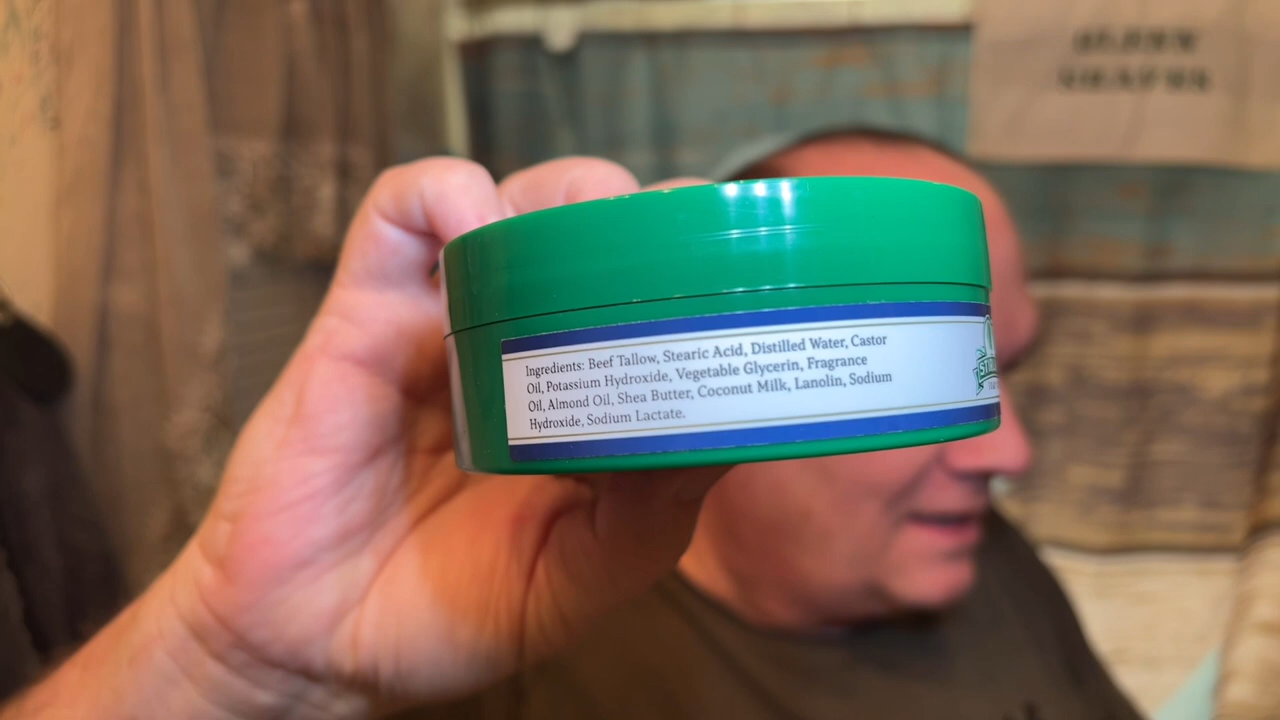 Ingredients: Beef Tallow, Stearic Acid, Distilled Water, Castor
Oil, Potassium Hydroxide, Vegetable Glycerin, Fragrance
Oil, Almond Oil, Shea Butter, Coconut Milk, Lanolin, Sodium
Hydroxide, Sodium Lactate.